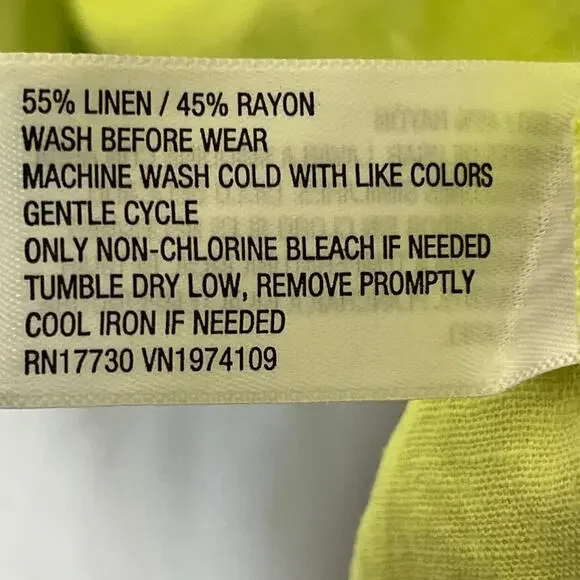 55% LINEN / 45% RAYON
WASH BEFORE WEAR
MACHINE WASH COLD WITH LIKE COLORS
GENTLE CYCLE
ONLY NON-CHLORINE BLEACH IF NEEDED
TUMBLE DRY LOW, REMOVE PROMPTLY
COOL IRON IF NEEDED
RN17730 VN1974109